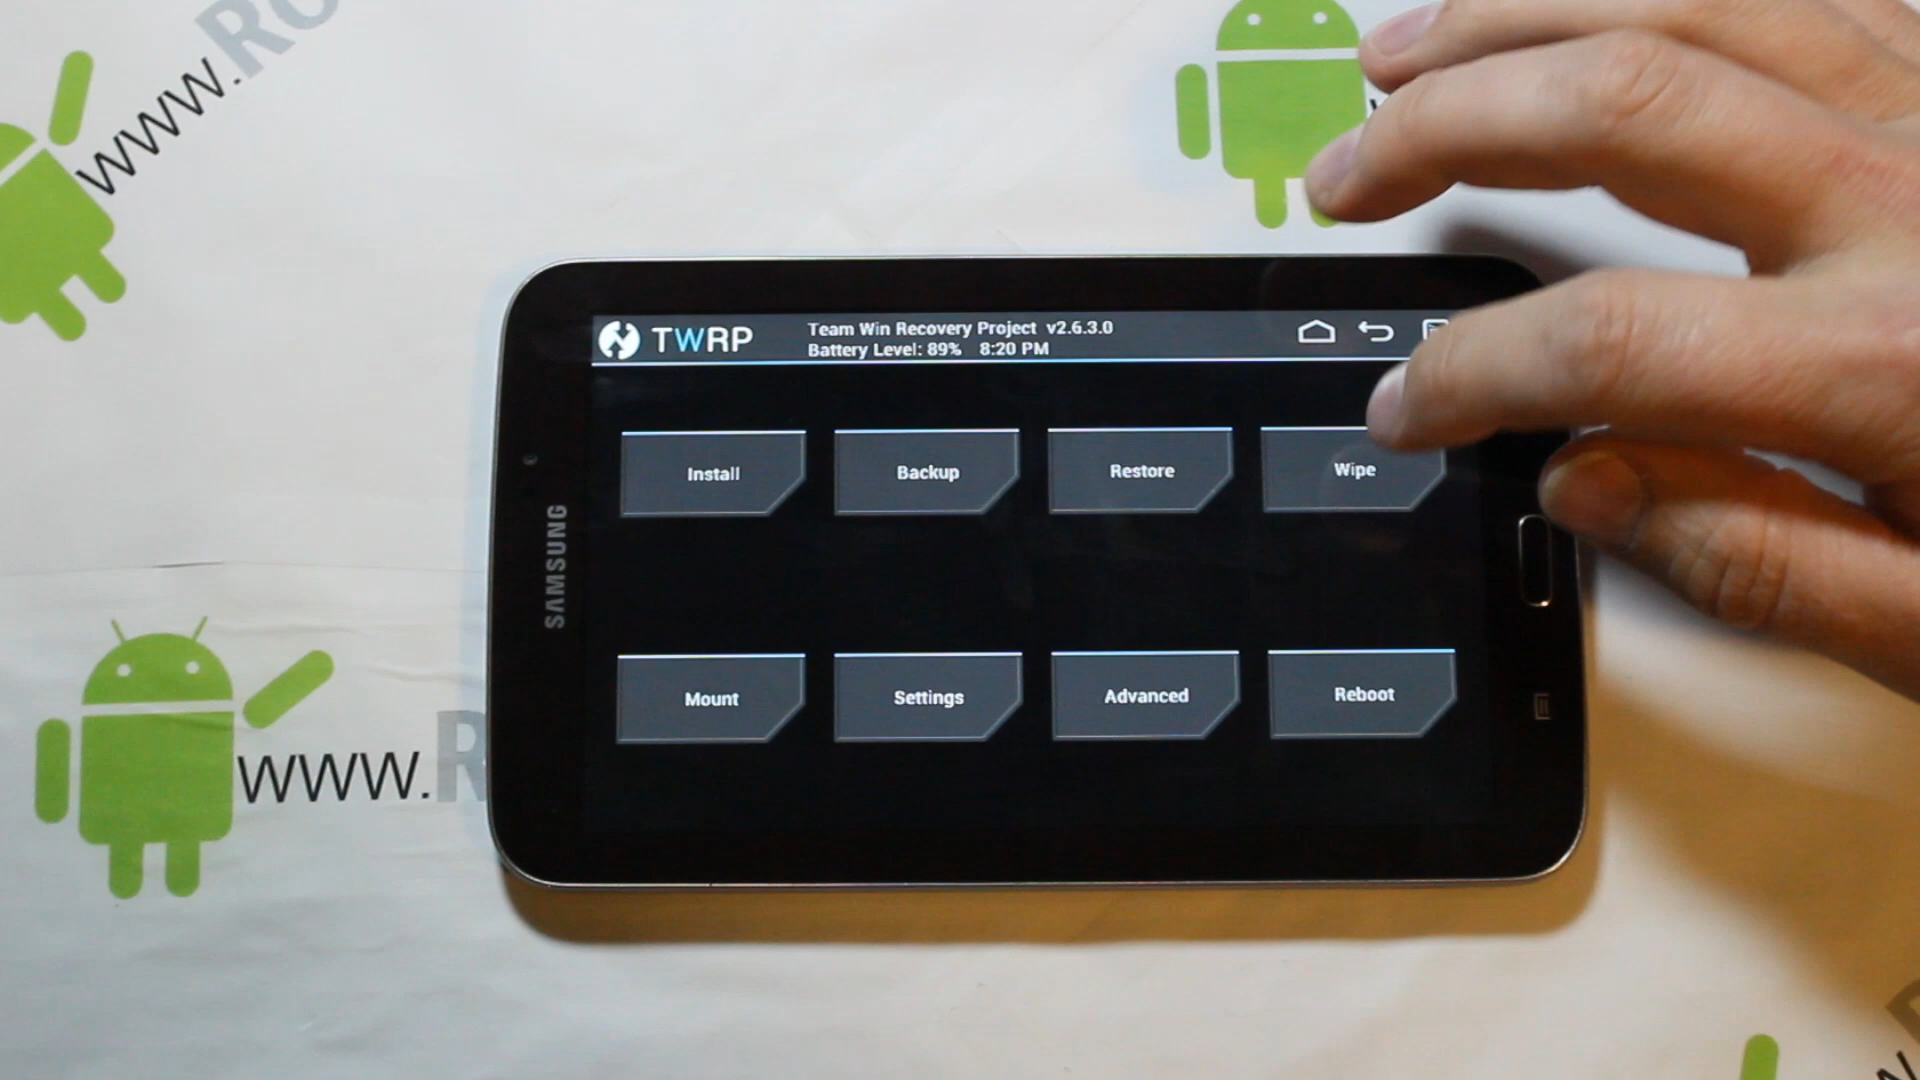 www.
TWRP
Team Win Recovery Project v2.6.3.0
Battery Level: 89% 8:20 PM
Install
Backup
Restore
Wipe
SAMSUNG
Mount
Settings
Advanced
Reboot
www.R